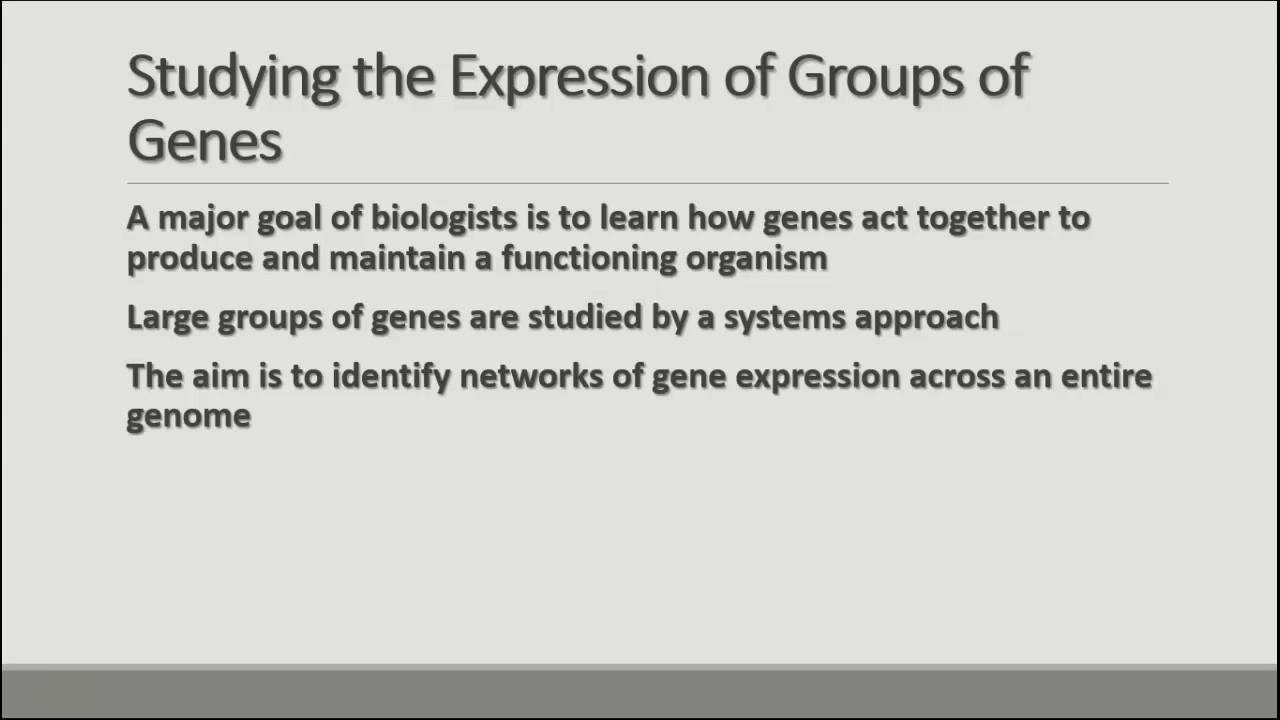 Studying the Expression of Groups of
Genes
A major goal of biologists is to learn how genes act together to
produce and maintain a functioning organism
Large groups of genes are studied by a systems approach
The aim is to identify networks of gene expression across an entire
genome